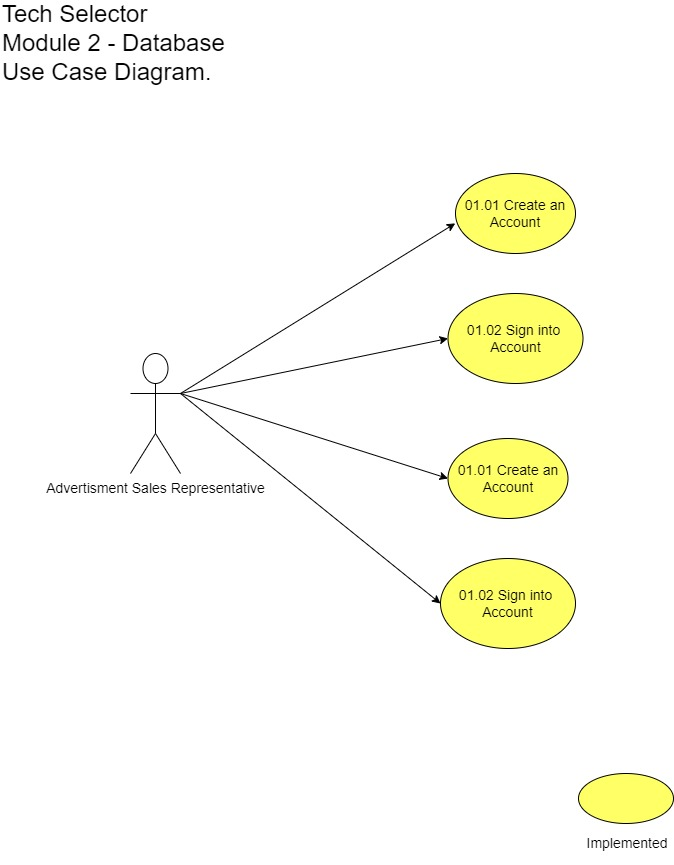 Tech Selector
Module 2 - Database
Use Case Diagram.
01.01 Create an
Account
01.02 Sign into
Account
Advertisment Sales Representative
01.01 Create an
Account
01.02 Sign into
Account
Implemented